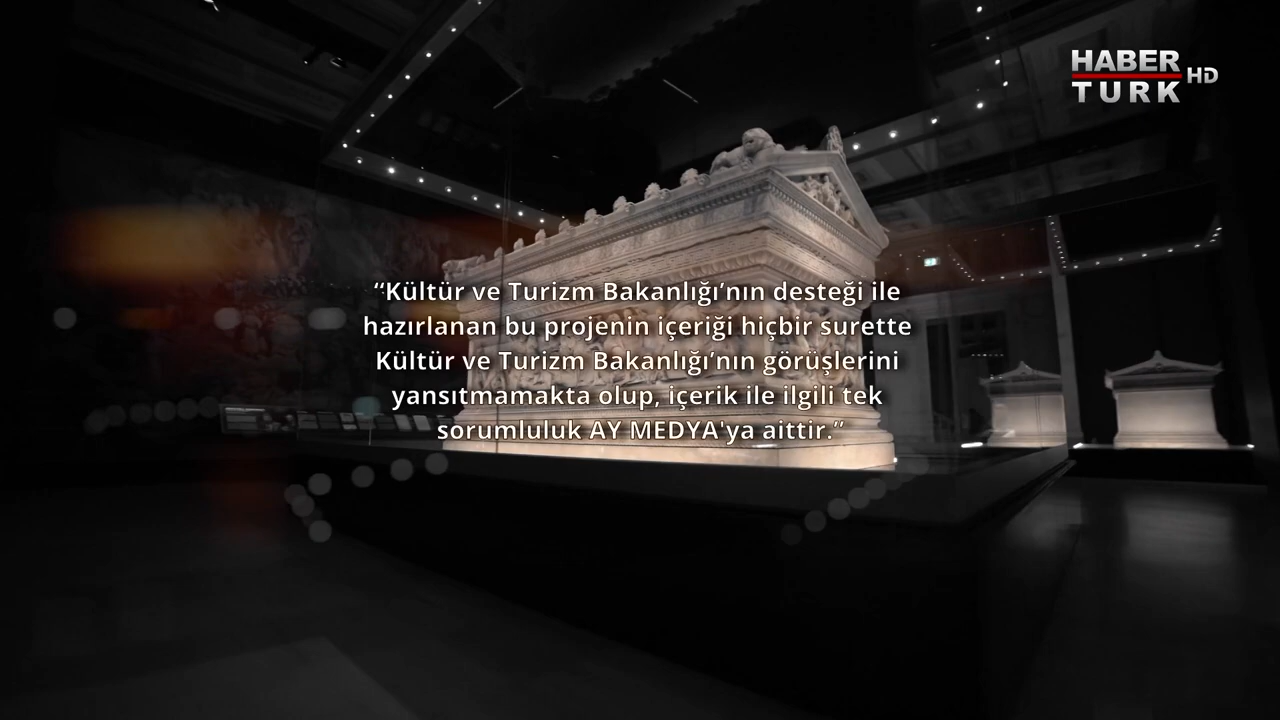 HABER
TURK HD
“Kültür ve Turizm Bakanlığı’nın desteği ile
hazırlanan bu projenin içeriği hiçbir surette
Kültür ve Turizm Bakanlığı’nın görüşlerini
yansıtmamakta olup, içerik ile ilgili tek
sorumluluk AY MEDYA'ya aittir.”